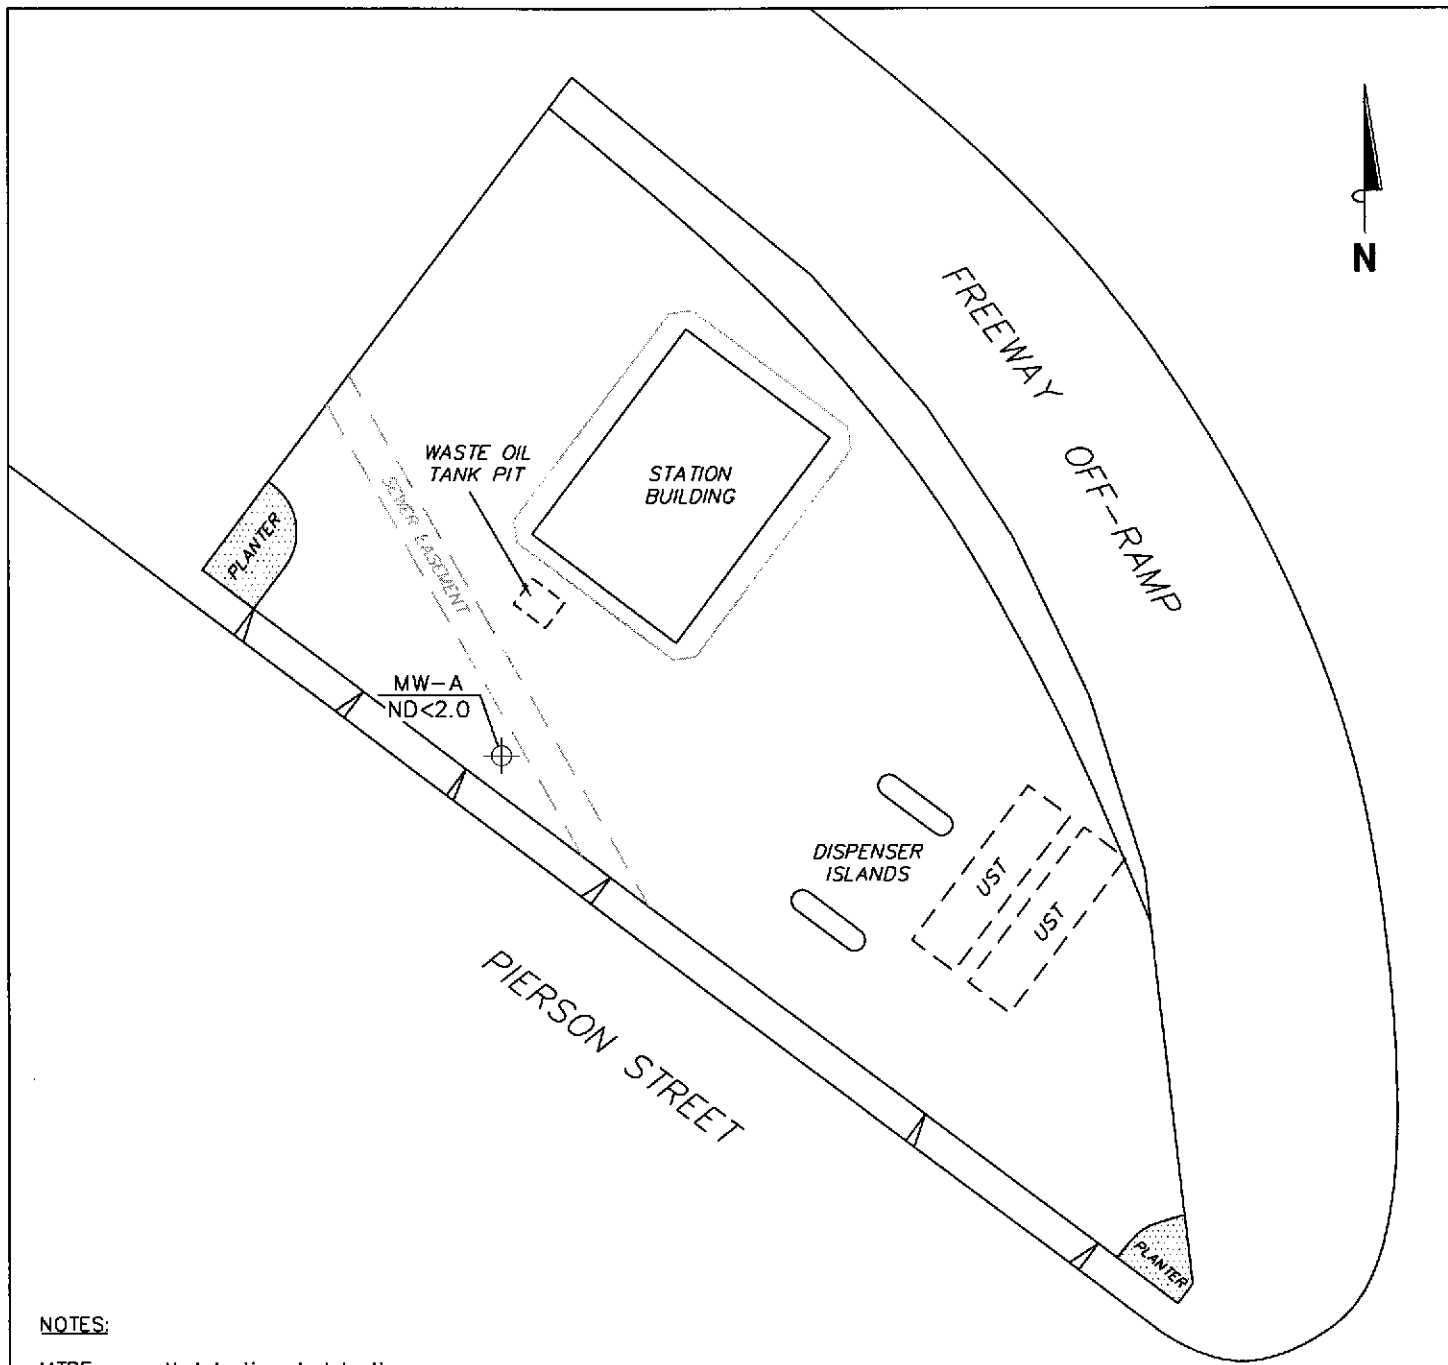 FREEWAY OFF-RAMP
N
WASTE OIL
TANK PIT
STATION
BUILDING
SEWER EASEMENT
PLANTER
MW-A
ND<2.0
DISPENSER
ISLANDS
UST
UST
PIERSON STREET
PLANTER
NOTES: